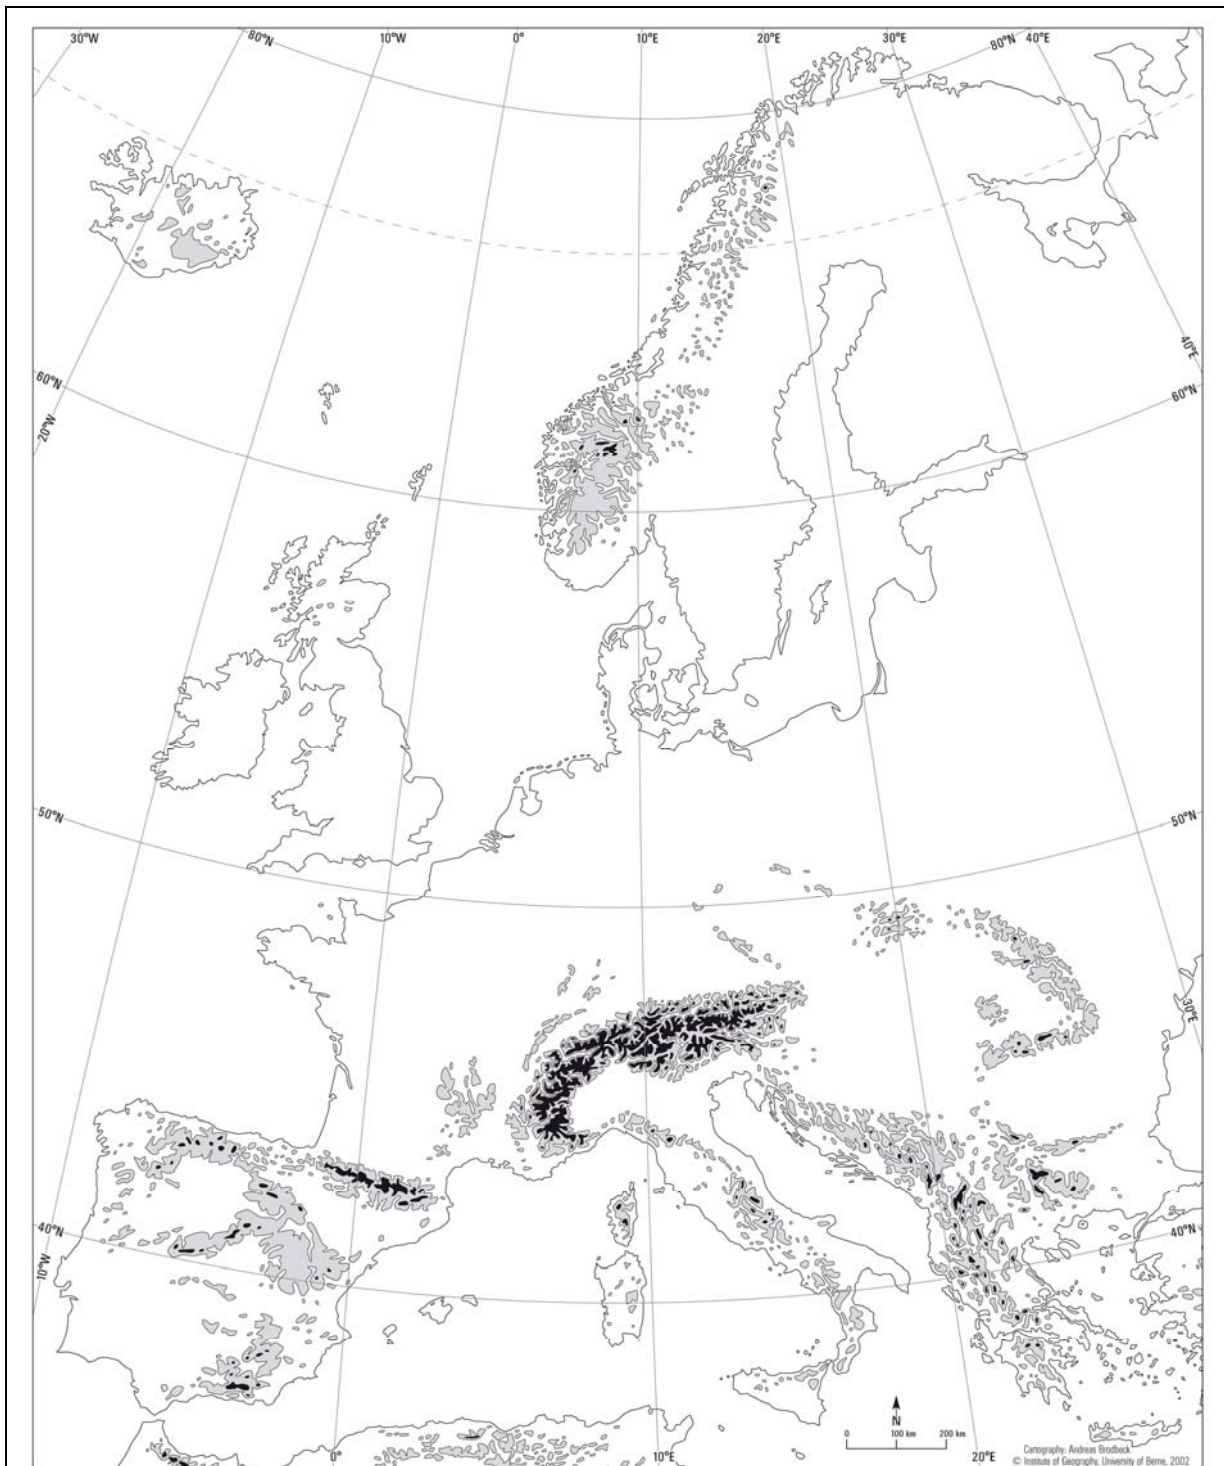 30°W 80°N 10°W 0° 10°E 20°E 30°E 80°N 40°E
40°E
60°N
60°N
20°W
50°N
50°N
30°E
40°N
40°N
10°W
N
0 100 km 200 km
0° 10°E 20°E
Cartography: Andreas Brodbeck
© Institute of Geography, University of Berne, 2002